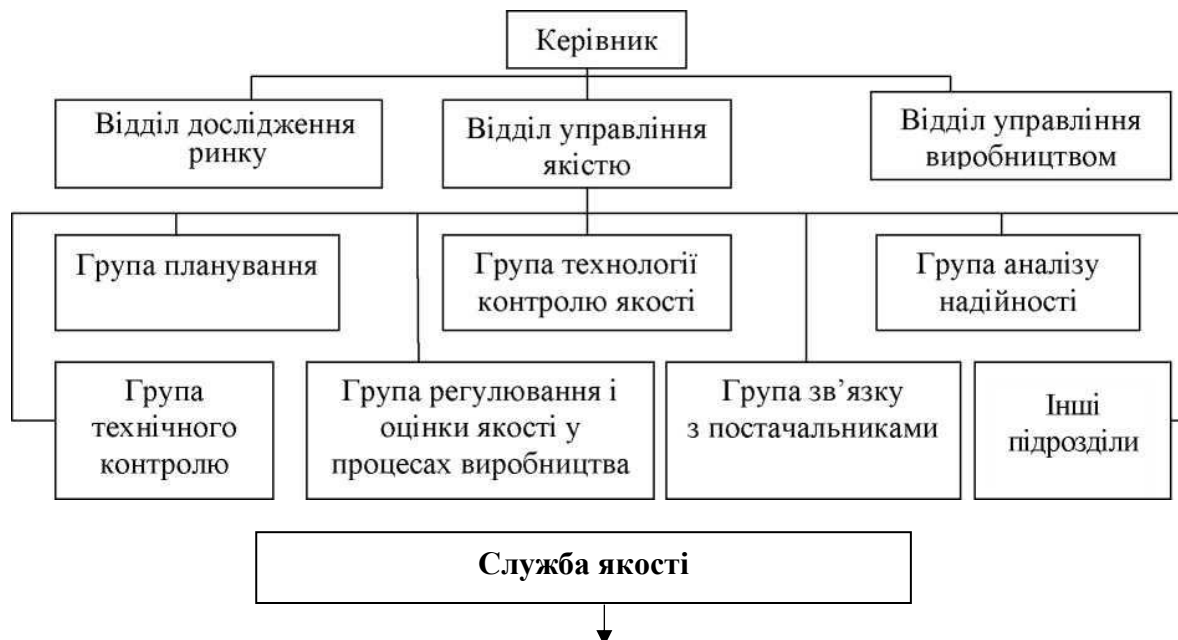 Керівник
Відділ дослідження
ринку
Відділ управління
якістю
Відділ управління
виробництвом
Група планування
Група технології
контролю якості
Група аналізу
надійності
Група
технічного
контролю
Група регулювання і
оцінки якості у
процесах виробництва
Група зв’язку
з постачальниками
Інші
підрозділи
Служба якості